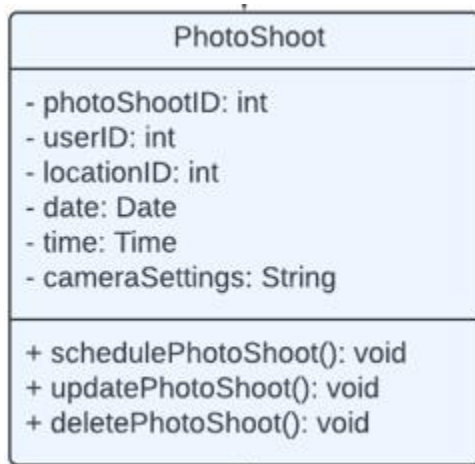 PhotoShoot
- photoShootID: int
- userID: int
- locationID: int
- date: Date
- time: Time
- cameraSettings: String
+ schedulePhotoShoot(): void
+ updatePhotoShoot(): void
+ deletePhotoShoot(): void